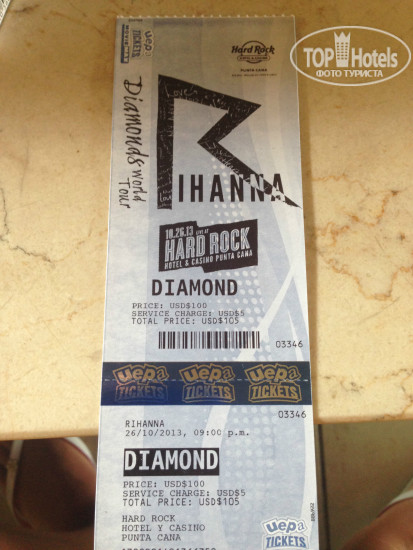 TOP Hotels
ФОТО ТУРИСТА
uepa
TICKETS
Hard Rock
HOTEL & CASINO
PUNTA CANA
Diamonds World
Tour
RIHANNA
10.26.13 LIVE AT
HARD ROCK
HOTEL & CASINO PUNTA CANA
DIAMOND
PRICE: USD$100
SERVICE CHARGE: USD$5
TOTAL PRICE: USD$105
03346
uepa uepa uepa
TICKETS TICKETS TICKETS
03346
RIHANNA
26/10/2013, 09:00 p.m.
DIAMOND
PRICE: USD$100
SERVICE CHARGE: USD$5
TOTAL PRICE: USD$105
HARD ROCK
HOTEL Y CASINO
PUNTA CANA
uepa
TICKETS